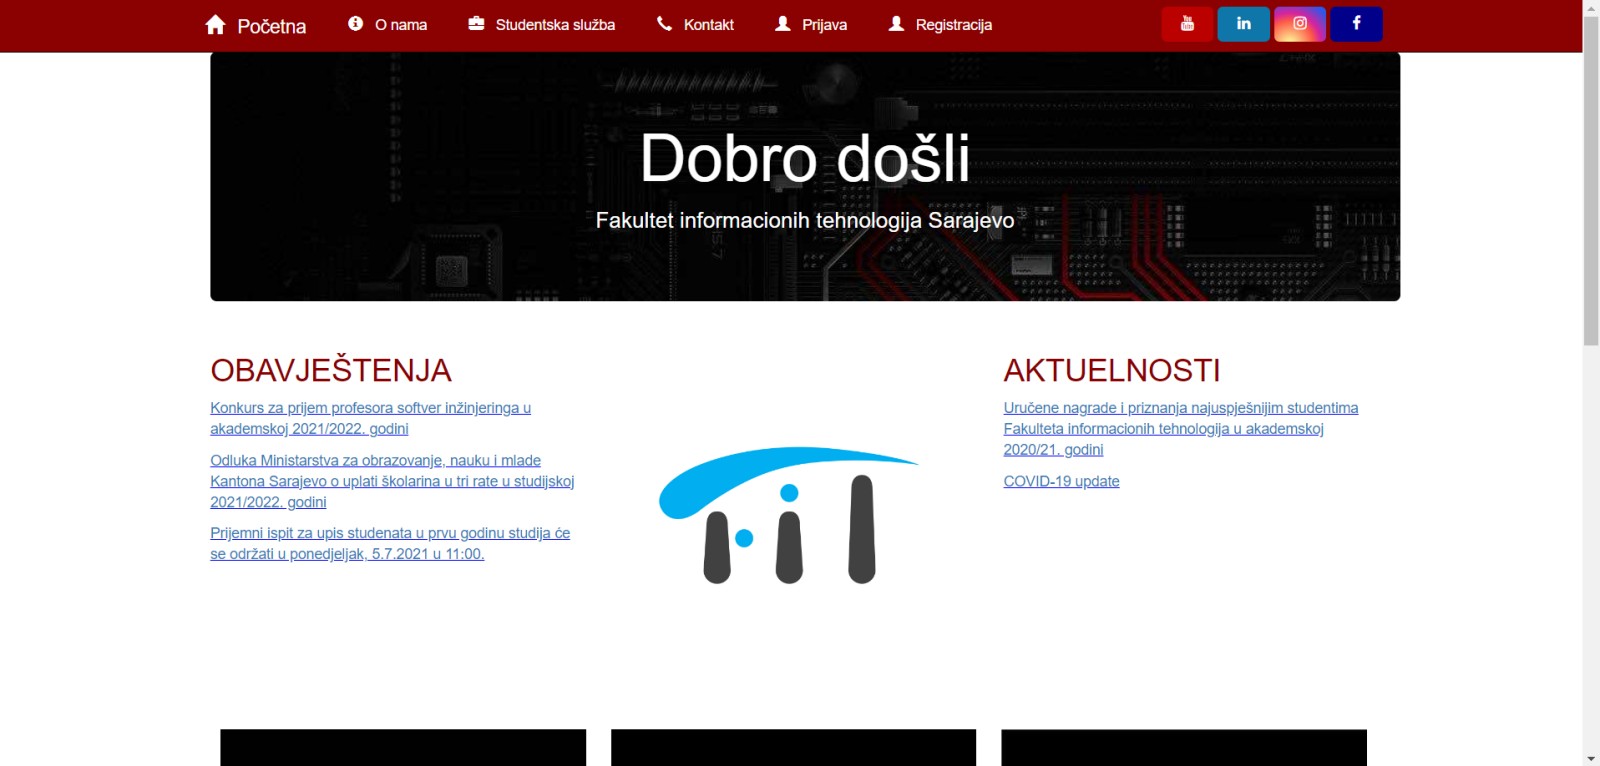 Početna
O nama
Studentska služba
Kontakt
Prijava
Registracija
You Tube
in
f
Dobro došli
Fakultet informacionih tehnologija Sarajevo
OBAVJEŠTENJA
Konkurs za prijem profesora softver inžinjeringa u
akademskoj 2021/2022. godini
Odluka Ministarstva za obrazovanje, nauku i mlade
Kantona Sarajevo o uplati školarina u tri rate u studijskoj
2021/2022. godini
Prijemni ispit za upis studenata u prvu godinu studija će
se održati u ponedjeljak, 5.7.2021 u 11:00.
AKTUELNOSTI
Uručene nagrade i priznanja najuspješnijim studentima
Fakulteta informacionih tehnologija u akademskoj
2020/21. godini
COVID-19 update